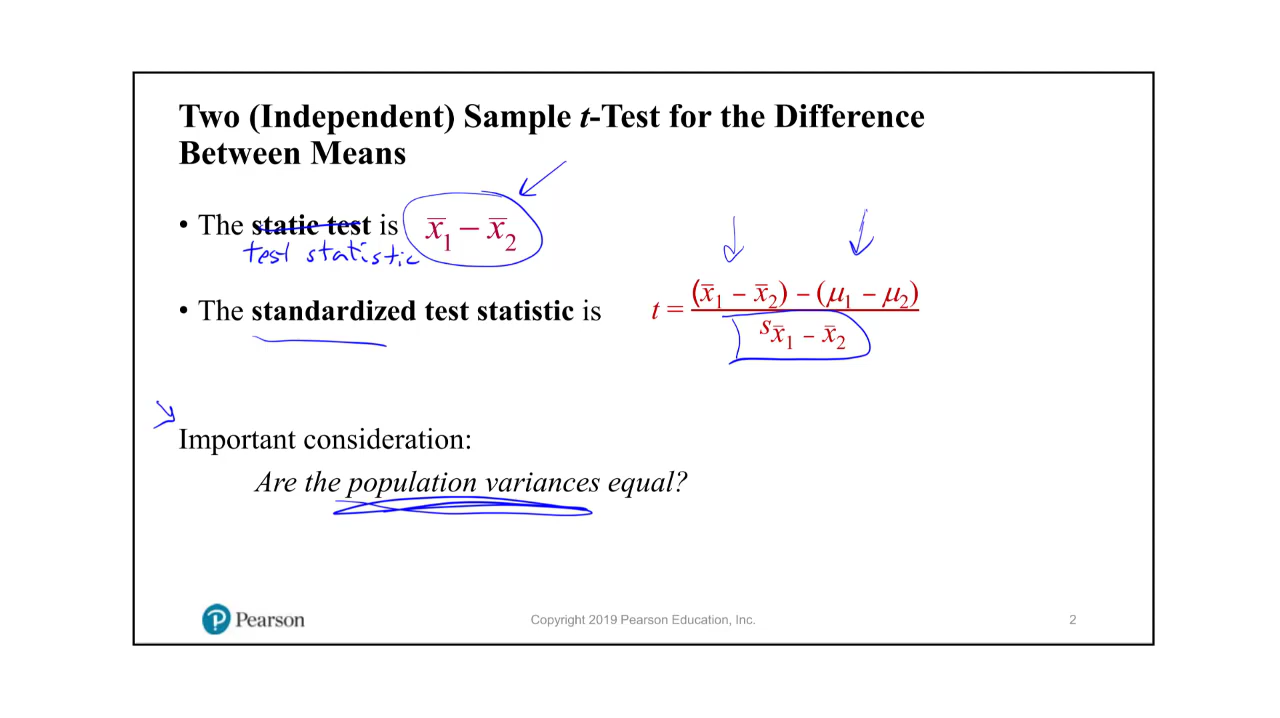 Two (Independent) Sample t-Test for the Difference
Between Means
• The static test is x̅₁ − x̅₂
test statistic
• The standardized test statistic is t = ((x̅₁ − x̅₂) − (μ₁ − μ₂)) / s x̅₁ − x̅₂
Important consideration:
Are the population variances equal?
Pearson
Copyright 2019 Pearson Education, Inc.
2